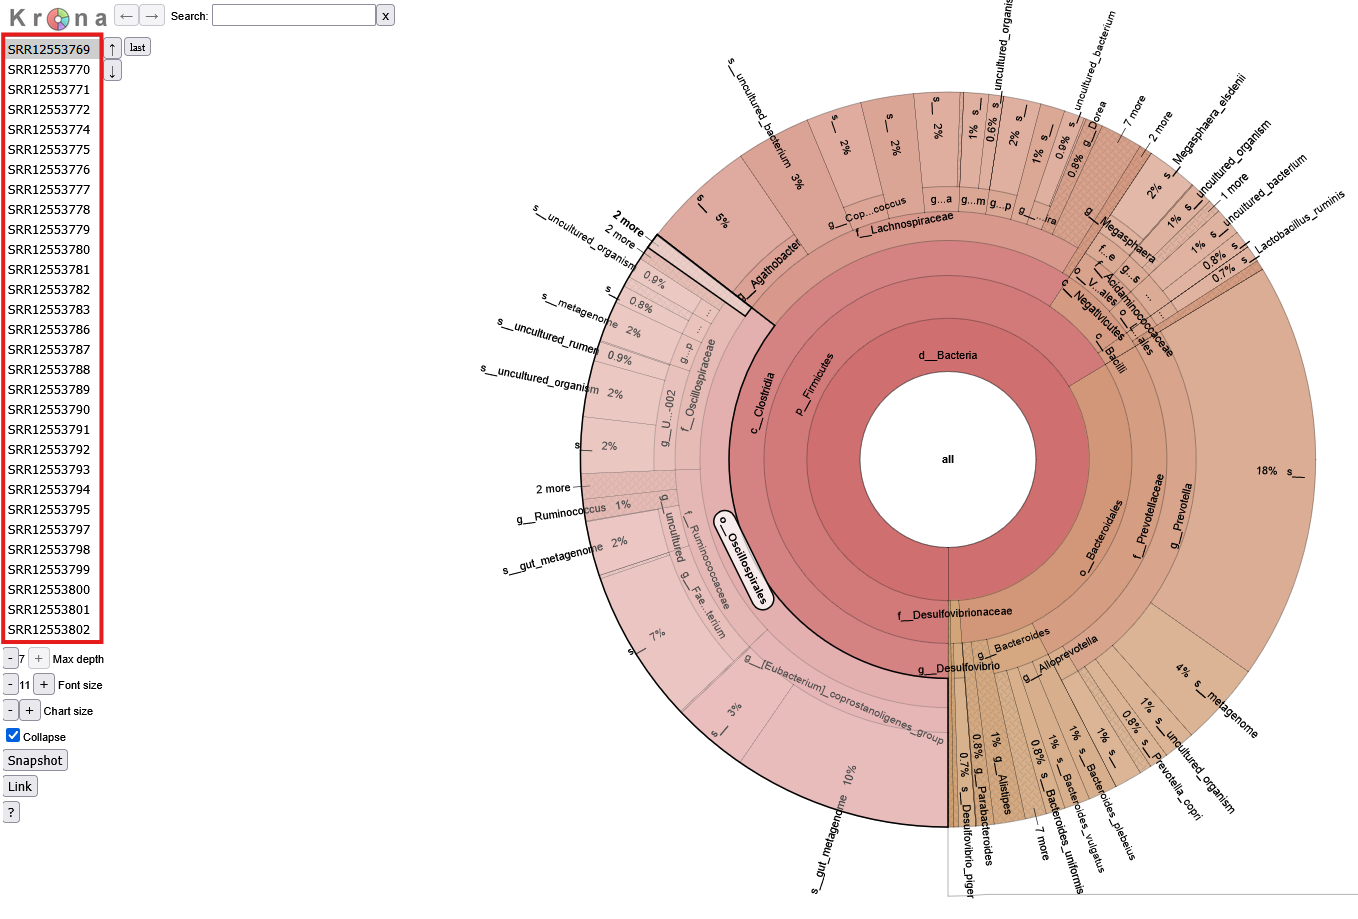 Krona
←
→
Search:
x
SRR12553769
SRR12553770
SRR12553771
SRR12553772
SRR12553774
SRR12553775
SRR12553776
SRR12553777
SRR12553778
SRR12553779
SRR12553780
SRR12553781
SRR12553782
SRR12553783
SRR12553786
SRR12553787
SRR12553788
SRR12553789
SRR12553790
SRR12553791
SRR12553792
SRR12553793
SRR12553794
SRR12553795
SRR12553797
SRR12553798
SRR12553799
SRR12553800
SRR12553801
SRR12553802
↑
last
↓
- 7 + Max depth
- 11 + Font size
- + Chart size
Collapse
Snapshot
Link
?
all
d__Bacteria
p__Firmicutes
c__Clostridia
o__Oscillospirales
f__Lachnospiraceae
g__Agathobacter
s__ 5%
s__uncultured_bacterium 3%
g__Cop...coccus
s__ 2%
s__ 2%
g...a
s__ 2%
g...m
1% s__
g...p
0.6% s__uncultured_organism
2% s__
g__...ira
1% s__
0.9% s__uncultured_bacterium
0.8% g__Dorea
7 more
2 more
c__Negativicutes
o__V...ales
f...e
g__Megasphaera
2% s__Megasphaera_elsdenii
f__Acidaminococcaceae
g...s
1% s__uncultured_organism
1 more
1% s__uncultured_bacterium
c__Bacilli
o__L...ales
...
...
0.8% s__
0.7% s__
Lactobacillus_ruminis
o__Bacteroidales
f__Prevotellaceae
g__Prevotella
18% s__
4% s__metagenome
1% s__uncultured_organism
0.8% s__Prevotella_copri
g__Alloprevotella
1% s__
g__Bacteroides
1% s__Bacteroides_plebeius
1% s__Bacteroides_vulgatus
0.8% s__Bacteroides_uniformis
7 more
1% g__Alistipes
0.8% g__Parabacteroides
f__Desulfovibrionaceae
g__Desulfovibrio
0.7% s__Desulfovibrio_piger
g__[Eubacterium]_coprostanoligenes_group
s__gut_metagenome 10%
s__ 3%
f__Ruminococcaceae
g__Fae...terium
s__ 7%
g__uncultured
s__gut_metagenome 2%
g__Ruminococcus 1%
2 more
f__Oscillospiraceae
g__U...-002
s__ 2%
s__uncultured_organism 2%
s__uncultured_rumen 0.9%
g...p
s__metagenome 2%
...
s__ 0.8%
...
s__uncultured_organism 0.9%
2 more
2 more